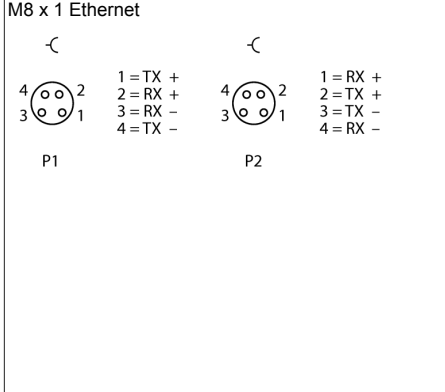 M8 x 1 Ethernet
4 2
3 1
1 = TX +
2 = RX +
3 = RX –
4 = TX –
P1
4 2
3 1
1 = RX +
2 = TX +
3 = TX –
4 = RX –
P2